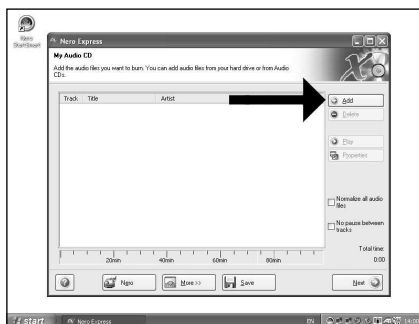 Nero
StartSmart
Nero Express
My Audio CD
Add the audio files you want to burn. You can add audio files from your hard drive or from Audio
CDs.
Track Title Artist
Add
Delete
Play
Properties
Normalize all audio
files
No pause between
tracks
Total time:
0:00
20min 40min 60min 80min
Nero
More >>
Save
Next
start
Nero Express
EN
14:00